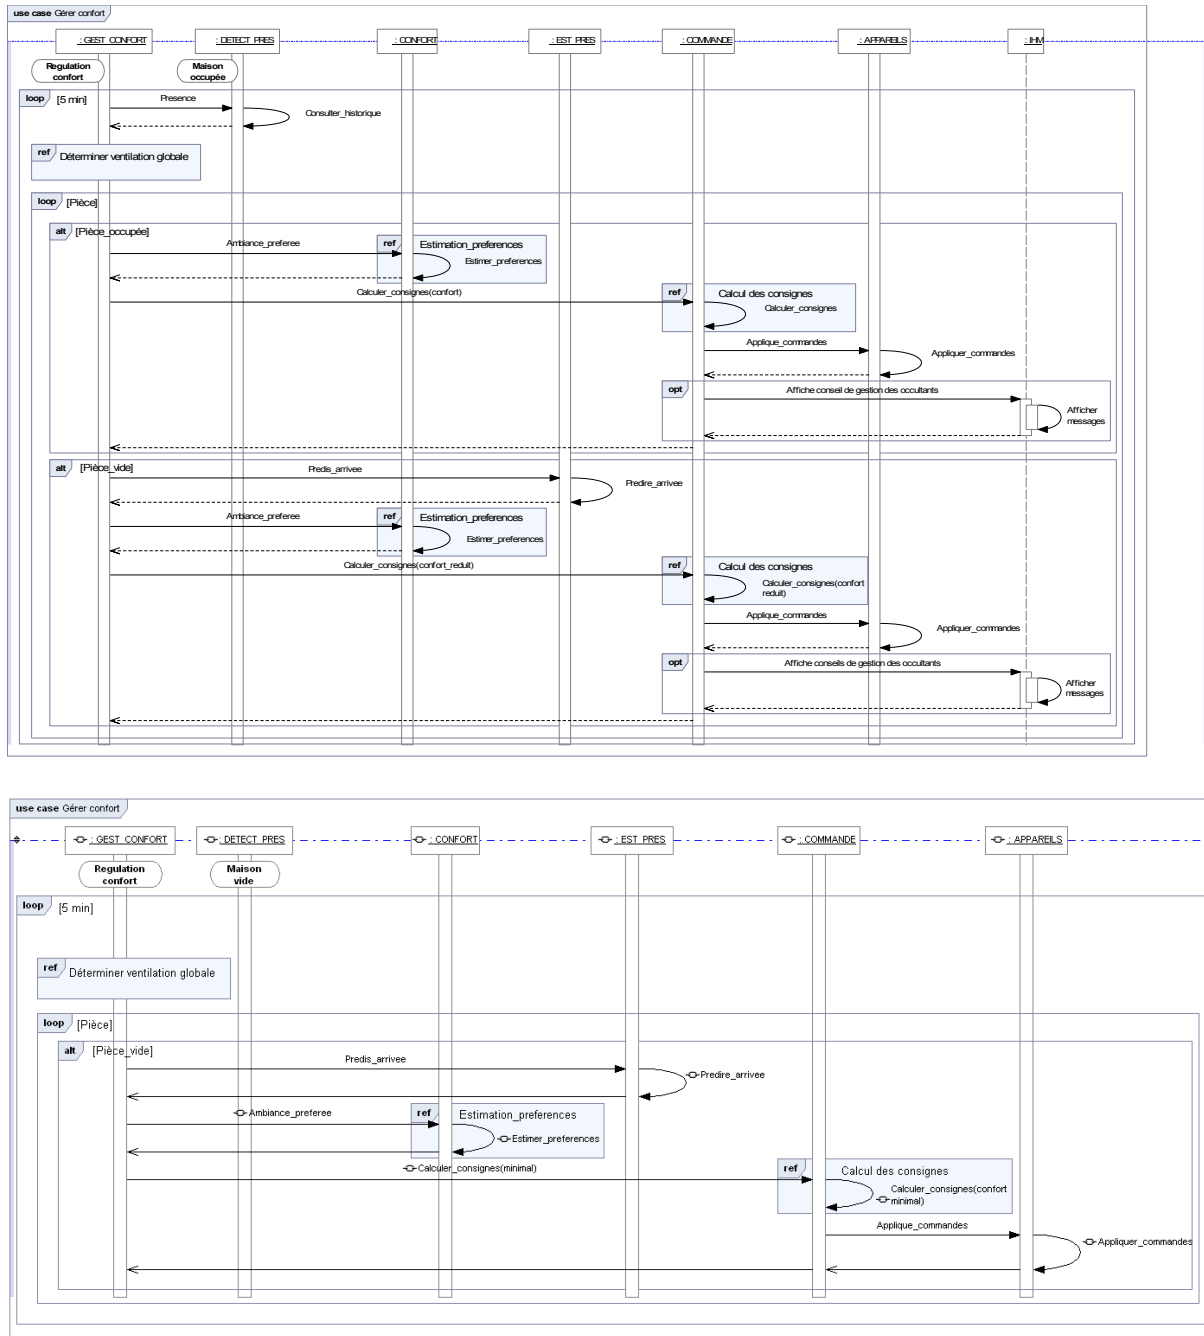 use case Gérer confort
: GEST_CONFORT
: DETECT_PRES
: CONFORT
: EST_PRES
: COMMANDE
: APPAREILS
: IHM
Regulation
confort
Maison
occupée
loop [5 min]
Presence
Consulter_historique
ref Déterminer ventilation globale
loop [Pièce]
alt [Pièce_occupée]
Ambiance_preferee
ref Estimation_preferences
Estimer_preferences
Calculer_consignes(confort)
ref Calcul des consignes
Calculer_consignes
Applique_commandes
Appliquer_commandes
opt
Affiche conseil de gestion des occultants
Afficher
messages
alt [Pièce_vide]
Predis_arrivee
Predire_arrivee
Ambiance_preferee
ref Estimation_preferences
Estimer_preferences
Calculer_consignes(confort_reduit)
ref Calcul des consignes
Calculer_consignes(confort
reduit)
Applique_commandes
Appliquer_commandes
opt
Affiche conseils de gestion des occultants
Afficher
messages
use case Gérer confort
: GEST_CONFORT
: DETECT_PRES
: CONFORT
: EST_PRES
: COMMANDE
: APPAREILS
Regulation
confort
Maison
vide
loop [5 min]
ref Déterminer ventilation globale
loop [Pièce]
alt [Pièce_vide]
Predis_arrivee
Predire_arrivee
Ambiance_preferee
ref Estimation_preferences
Estimer_preferences
Calculer_consignes(minimal)
ref Calcul des consignes
Calculer_consignes(confort
minimal)
Applique_commandes
Appliquer_commandes